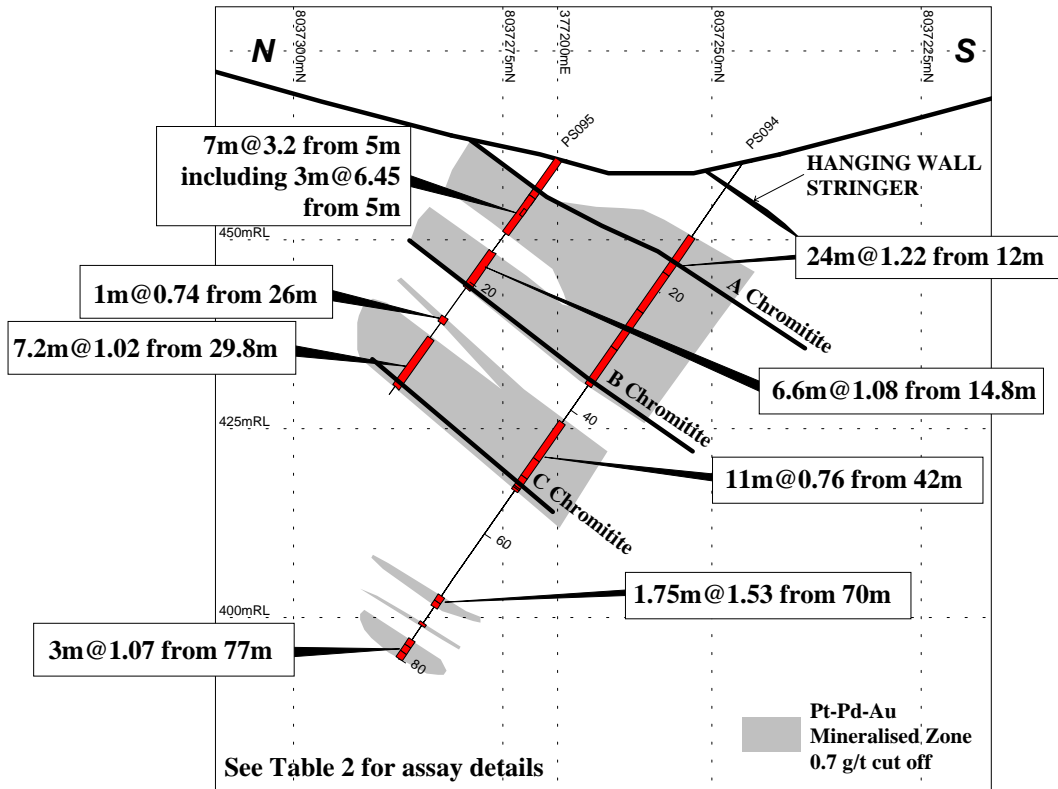 8037300mN
8037275mN
377200mE
8037250mN
8037225mN
N
S
PS095
PS094
7m@3.2 from 5m
including 3m@6.45
from 5m
HANGING WALL
STRINGER
450mRL
24m@1.22 from 12m
1m@0.74 from 26m
20
20
A Chromitite
7.2m@1.02 from 29.8m
6.6m@1.08 from 14.8m
B Chromitite
40
425mRL
11m@0.76 from 42m
C Chromitite
60
1.75m@1.53 from 70m
400mRL
3m@1.07 from 77m
80
Pt-Pd-Au
Mineralised Zone
0.7 g/t cut off
See Table 2 for assay details